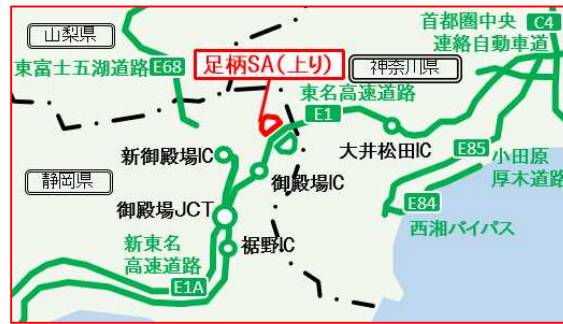 山梨県
東富士五湖道路 E68
足柄SA(上り)
首都圏中央
連絡自動車道
C4
神奈川県
東名高速道路
E1
大井松田IC
E85
小田原
厚木道路
E84
西湘バイパス
新御殿場IC
静岡県
御殿場IC
御殿場JCT
新東名
高速道路
裾野IC
E1A